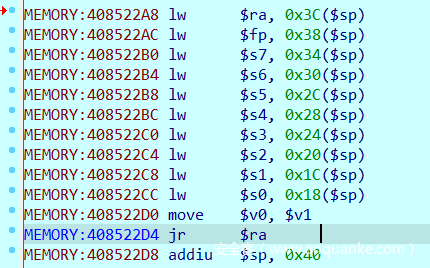 MEMORY:408522A8 lw $ra, 0x3C($sp)
MEMORY:408522AC lw $fp, 0x38($sp)
MEMORY:408522B0 lw $s7, 0x34($sp)
MEMORY:408522B4 lw $s6, 0x30($sp)
MEMORY:408522B8 lw $s5, 0x2C($sp)
MEMORY:408522BC lw $s4, 0x28($sp)
MEMORY:408522C0 lw $s3, 0x24($sp)
MEMORY:408522C4 lw $s2, 0x20($sp)
MEMORY:408522C8 lw $s1, 0x1C($sp)
MEMORY:408522CC lw $s0, 0x18($sp)
MEMORY:408522D0 move $v0, $v1
MEMORY:408522D4 jr $ra
MEMORY:408522D8 addiu $sp, 0x40